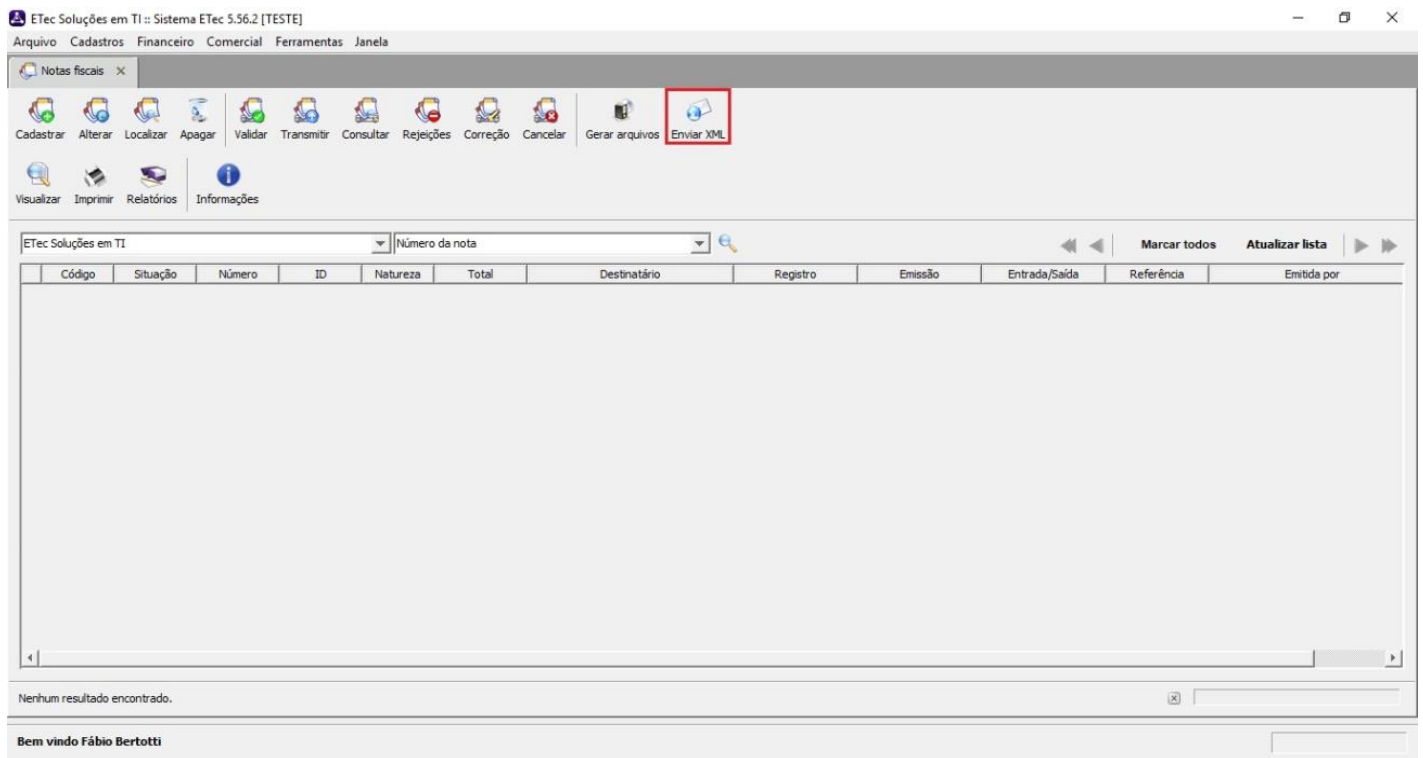 ETec Soluções em TI :: Sistema ETec 5.56.2 [TESTE]
Arquivo Cadastros Financeiro Comercial Ferramentas Janela
Notas fiscais
Cadastrar Alterar Localizar Apagar Validar Transmitir Consultar Rejeições Correção Cancelar Gerar arquivos Enviar XML
Visualizar Imprimir Relatórios Informações
ETec Soluções em TI Número da nota Marcar todos Atualizar lista
Código Situação Número ID Natureza Total Destinatário Registro Emissão Entrada/Saída Referência Emitida por
Nenhum resultado encontrado.
Bem vindo Fábio Bertotti